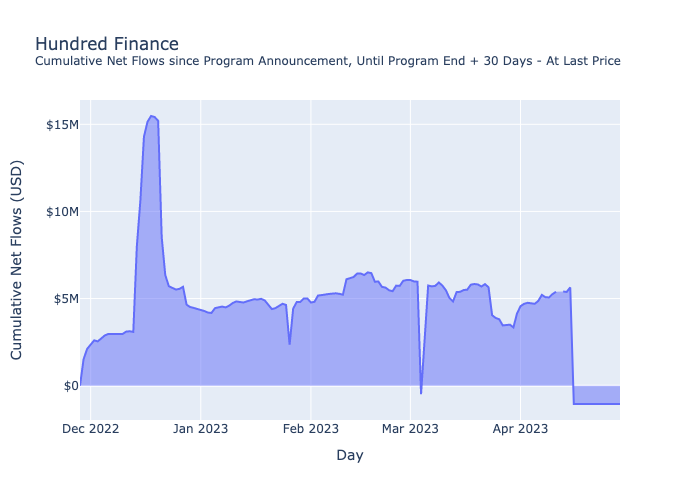 Hundred Finance
Cumulative Net Flows since Program Announcement, Until Program End + 30 Days - At Last Price
Cumulative Net Flows (USD)
$15M
$10M
$5M
$0
Dec 2022
Jan 2023
Feb 2023
Mar 2023
Apr 2023
Day